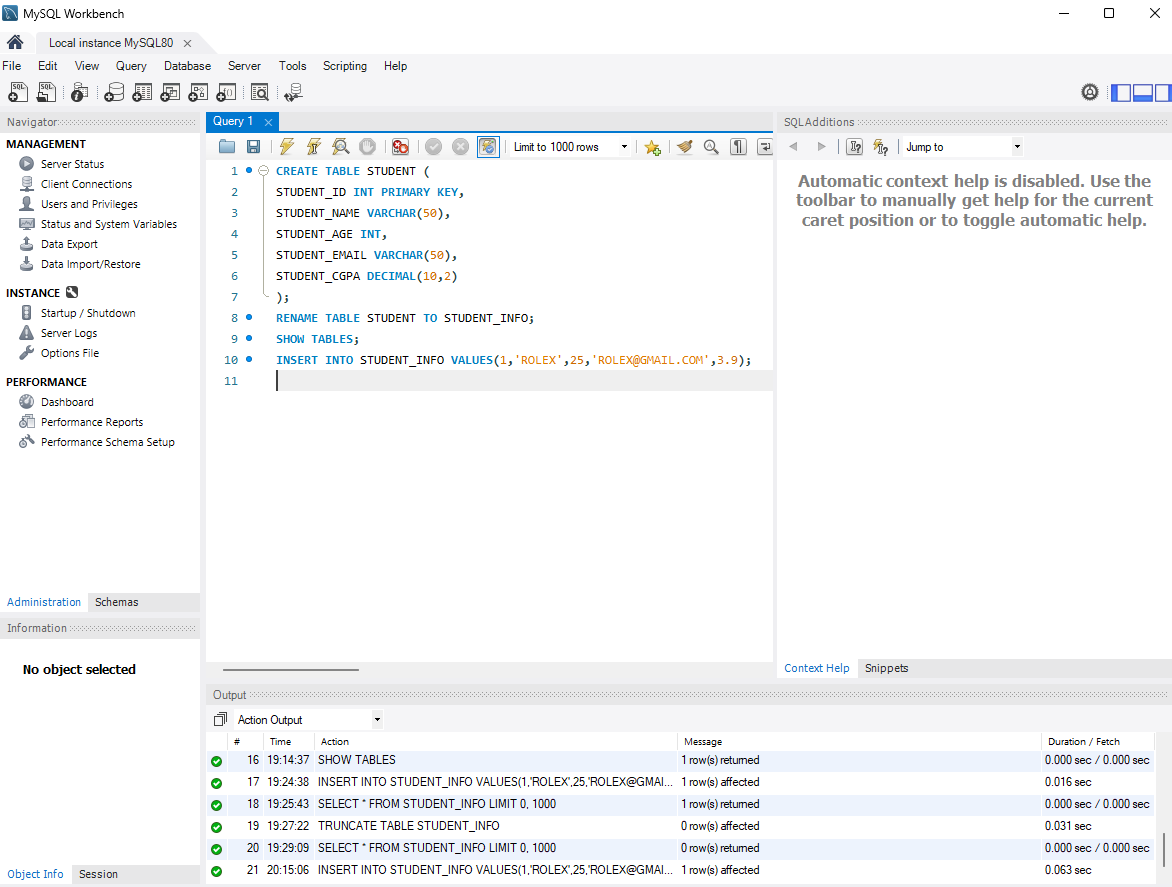 MySQL Workbench
Local instance MySQL80
File Edit View Query Database Server Tools Scripting Help
Navigator
MANAGEMENT
Server Status
Client Connections
Users and Privileges
Status and System Variables
Data Export
Data Import/Restore
INSTANCE
Startup / Shutdown
Server Logs
Options File
PERFORMANCE
Dashboard
Performance Reports
Performance Schema Setup
Administration Schemas
Information
No object selected
Object Info Session
Query 1
Limit to 1000 rows
1 CREATE TABLE STUDENT (
2 STUDENT_ID INT PRIMARY KEY,
3 STUDENT_NAME VARCHAR(50),
4 STUDENT_AGE INT,
5 STUDENT_EMAIL VARCHAR(50),
6 STUDENT_CGPA DECIMAL(10,2)
7 );
8 RENAME TABLE STUDENT TO STUDENT_INFO;
9 SHOW TABLES;
10 INSERT INTO STUDENT_INFO VALUES(1,'ROLEX',25,'ROLEX@GMAIL.COM',3.9);
11
SQLAdditions
Jump to
Automatic context help is disabled. Use the
toolbar to manually get help for the current
caret position or to toggle automatic help.
Context Help Snippets
Output
Action Output
# Time Action Message Duration / Fetch
16 19:14:37 SHOW TABLES 1 row(s) returned 0.000 sec / 0.000 sec
17 19:24:38 INSERT INTO STUDENT_INFO VALUES(1,'ROLEX',25,'ROLEX@GMAI... 1 row(s) affected 0.016 sec
18 19:25:43 SELECT * FROM STUDENT_INFO LIMIT 0, 1000 1 row(s) returned 0.000 sec / 0.000 sec
19 19:27:22 TRUNCATE TABLE STUDENT_INFO 0 row(s) affected 0.031 sec
20 19:29:09 SELECT * FROM STUDENT_INFO LIMIT 0, 1000 0 row(s) returned 0.000 sec / 0.000 sec
21 20:15:06 INSERT INTO STUDENT_INFO VALUES(1,'ROLEX',25,'ROLEX@GMAI... 1 row(s) affected 0.063 sec